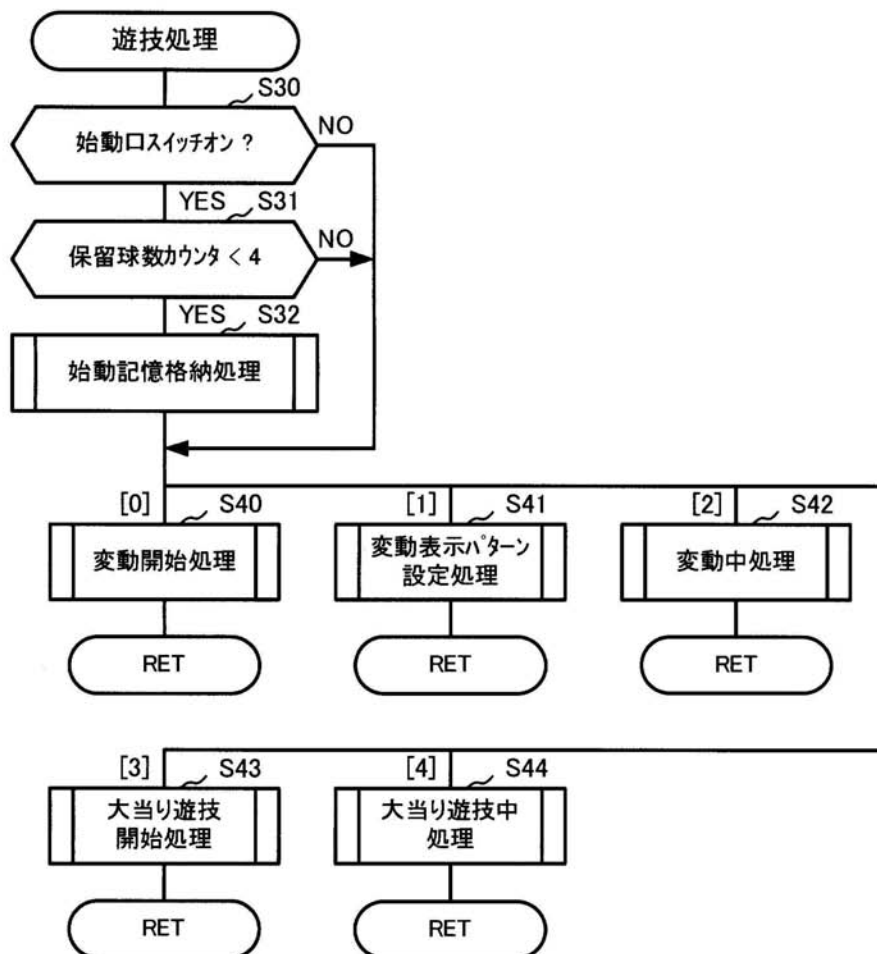 遊技処理
S30
始動口スイッチオン ?
NO
YES S31
保留球数カウンタ < 4
NO
YES S32
始動記憶格納処理
[0] S40
変動開始処理
RET
[1] S41
変動表示パターン
設定処理
RET
[2] S42
変動中処理
RET
[3] S43
大当り遊技
開始処理
RET
[4] S44
大当り遊技中
処理
RET